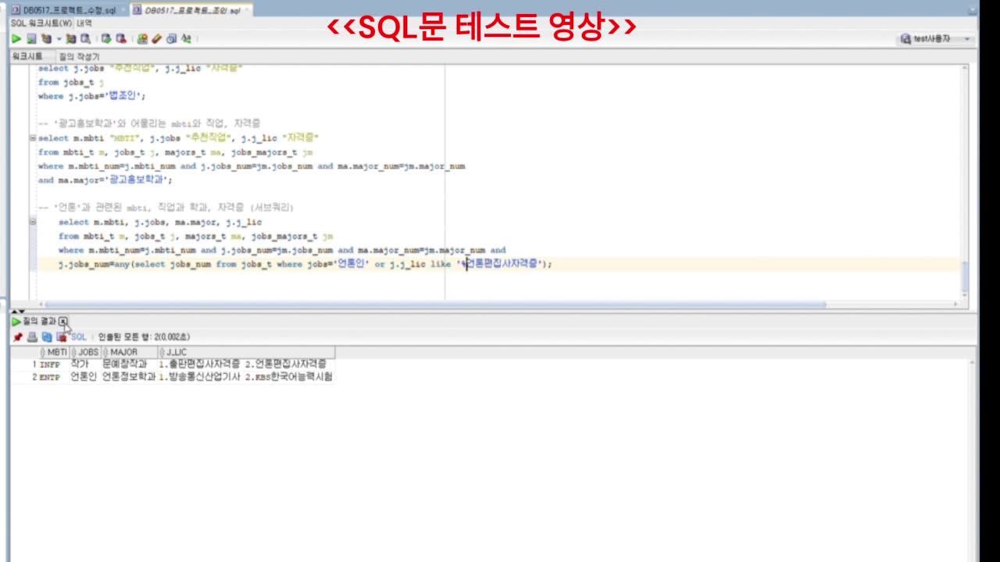 DB0517_프로젝트_수정.sql DB0517_프로젝트_조인.sql
<<SQL문 테스트 영상>>
SQL 워크시트(W) 내역
test사용자
워크시트 질의 작성기
select j.jobs "추천직업", j.j_lic "자격증"
from jobs_t j
where j.jobs='법조인';
-- '광고홍보학과'와 어울리는 mbti와 직업, 자격증
select m.mbti "MBTI", j.jobs "추천직업", j.j_lic "자격증"
from mbti_t m, jobs_t j, majors_t ma, jobs_majors_t jm
where m.mbti_num=j.mbti_num and j.jobs_num=jm.jobs_num and ma.major_num=jm.major_num
and ma.major='광고홍보학과';
-- '언론'과 관련된 mbti, 직업과 학과, 자격증 (서브쿼리)
select m.mbti, j.jobs, ma.major, j.j_lic
from mbti_t m, jobs_t j, majors_t ma, jobs_majors_t jm
where m.mbti_num=j.mbti_num and j.jobs_num=jm.jobs_num and ma.major_num=jm.major_num and
j.jobs_num=any(select jobs_num from jobs_t where jobs='언론인' or j.j_lic like '%언론편집사자격증');
질의 결과
SQL | 인출된 모든 행: 2(0.002초)
MBTI JOBS MAJOR J_LIC
1 INFP 작가 문예창작과 1.출판편집사자격증 2.언론편집사자격증
2 ENTP 언론인 언론정보학과 1.방송통신산업기사 2.KBS한국어능력시험